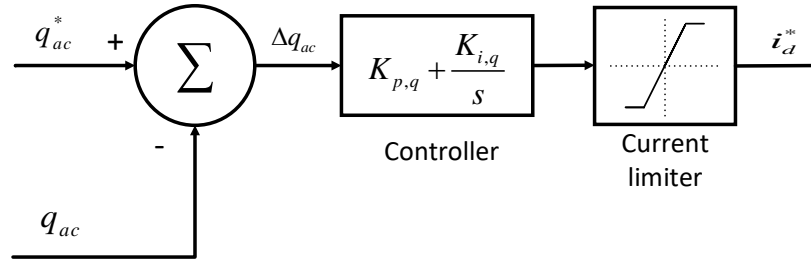 q*ac
+
Σ
Δqac
Kp,q + Ki,q/s
i*d
-
qac
Controller
Current
limiter